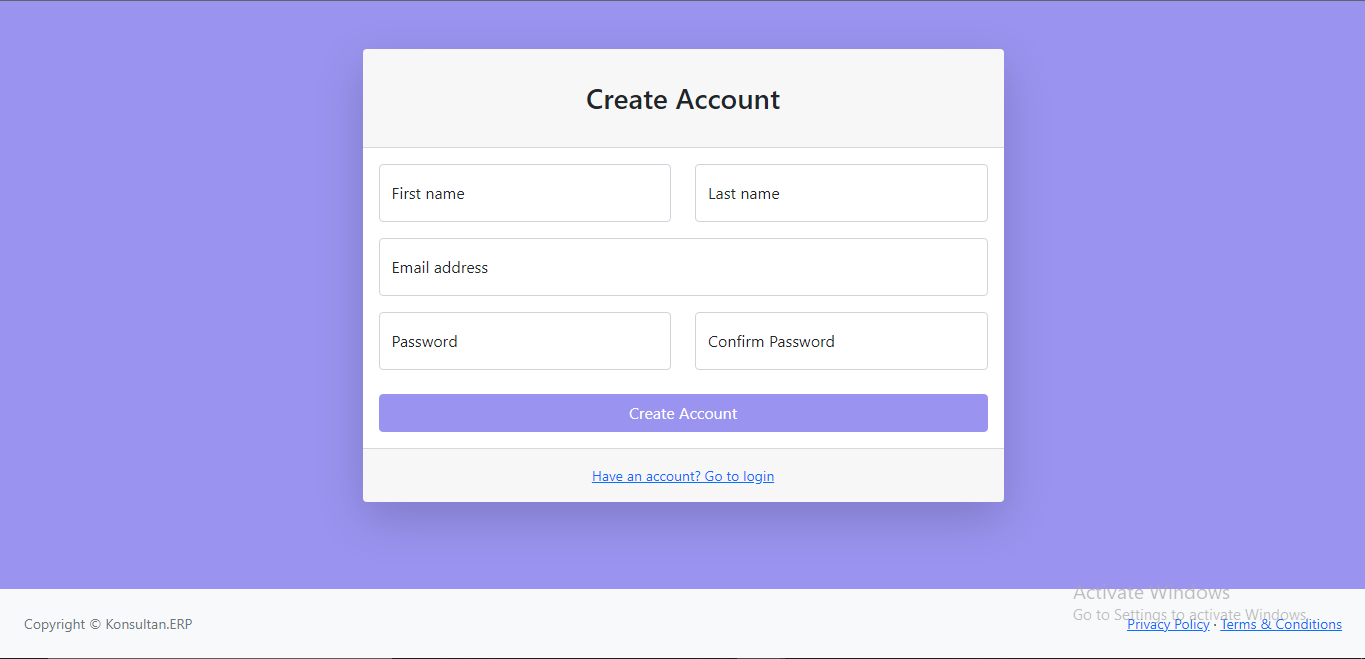 Create Account
First name
Last name
Email address
Password
Confirm Password
Create Account
Have an account? Go to login
Activate Windows
Go to Settings to activate Windows.
Copyright © Konsultan.ERP
Privacy Policy · Terms & Conditions